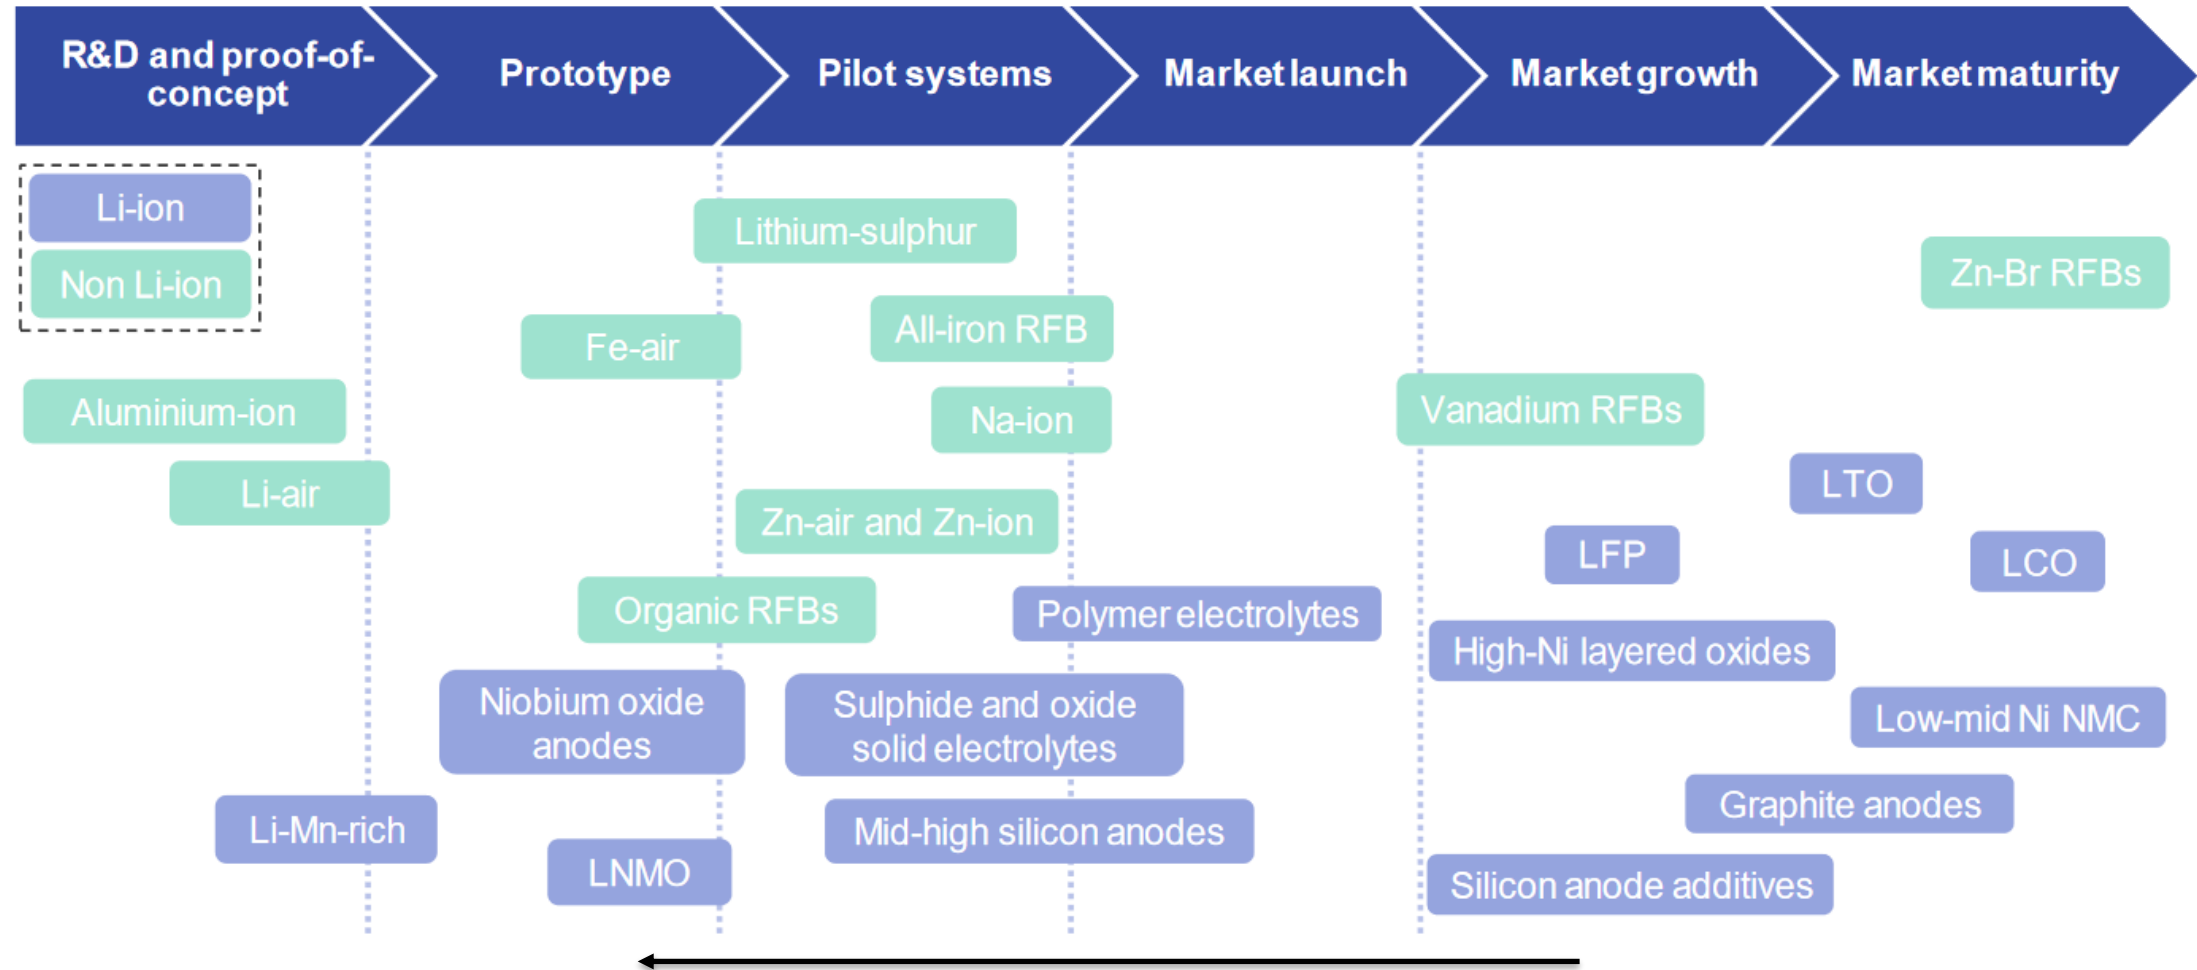 R&D and proof-of-
concept
Prototype
Pilot systems
Market launch
Market growth
Market maturity
Li-ion
Non Li-ion
Lithium-sulphur
Zn-Br RFBs
All-iron RFB
Fe-air
Aluminium-ion
Na-ion
Vanadium RFBs
Li-air
LTO
Zn-air and Zn-ion
LFP
LCO
Organic RFBs
Polymer electrolytes
High-Ni layered oxides
Niobium oxide
anodes
Sulphide and oxide
solid electrolytes
Low-mid Ni NMC
Graphite anodes
Li-Mn-rich
Mid-high silicon anodes
LNMO
Silicon anode additives